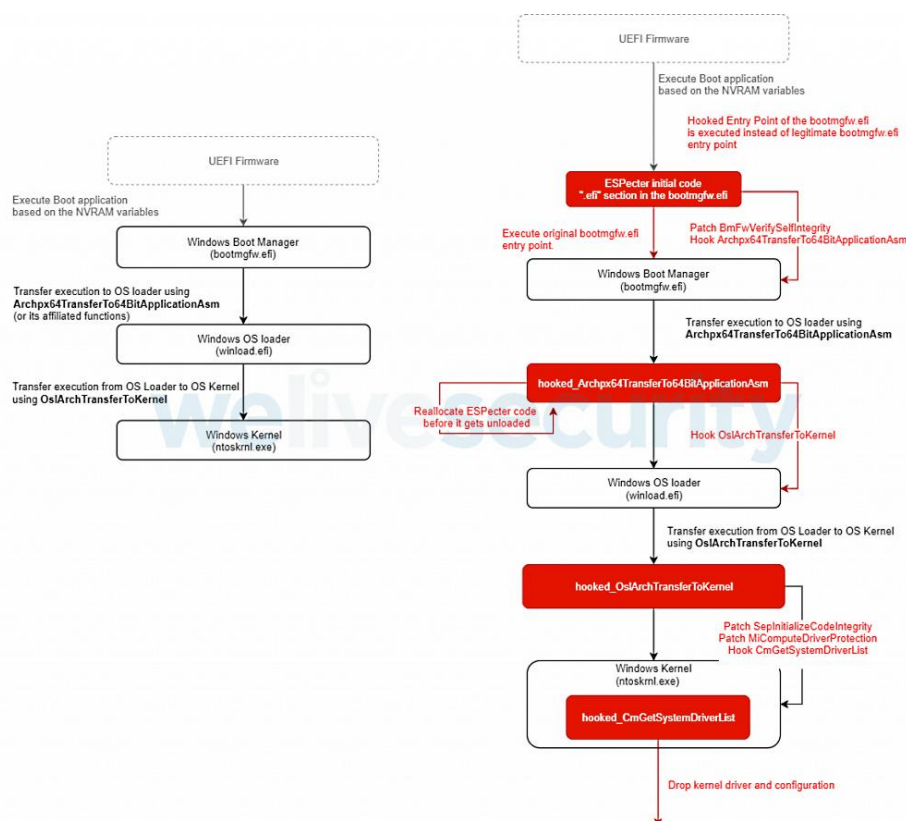 UEFI Firmware
Execute Boot application
based on the NVRAM variables
Windows Boot Manager
(bootmgfw.efi)
Transfer execution to OS loader using
Archpx64TransferTo64BitApplicationAsm
(or its affiliated functions)
Windows OS loader
(winload.efi)
Transfer execution from OS Loader to OS Kernel
using OslArchTransferToKernel
Windows Kernel
(ntoskrnl.exe)
UEFI Firmware
Execute Boot application
based on the NVRAM variables
Hooked Entry Point of the bootmgfw.efi
is executed instead of legitimate bootmgfw.efi
entry point
ESPecter initial code
".efi" section in the bootmgfw.efi
Execute original bootmgfw.efi
entry point.
Patch BmFwVerifySelfIntegrity
Hook Archpx64TransferTo64BitApplicationAsm
Windows Boot Manager
(bootmgfw.efi)
Transfer execution to OS loader using
Archpx64TransferTo64BitApplicationAsm
hooked_Archpx64TransferTo64BitApplicationAsm
Reallocate ESPecter code
before it gets unloaded
Hook OslArchTransferToKernel
Windows OS loader
(winload.efi)
Transfer execution from OS Loader to OS Kernel
using OslArchTransferToKernel
hooked_OslArchTransferToKernel
Patch SepInitializeCodeIntegrity
Patch MiComputeDriverProtection
Hook CmGetSystemDriverList
Windows Kernel
(ntoskrnl.exe)
hooked_CmGetSystemDriverList
Drop kernel driver and configuration
welivesecurity